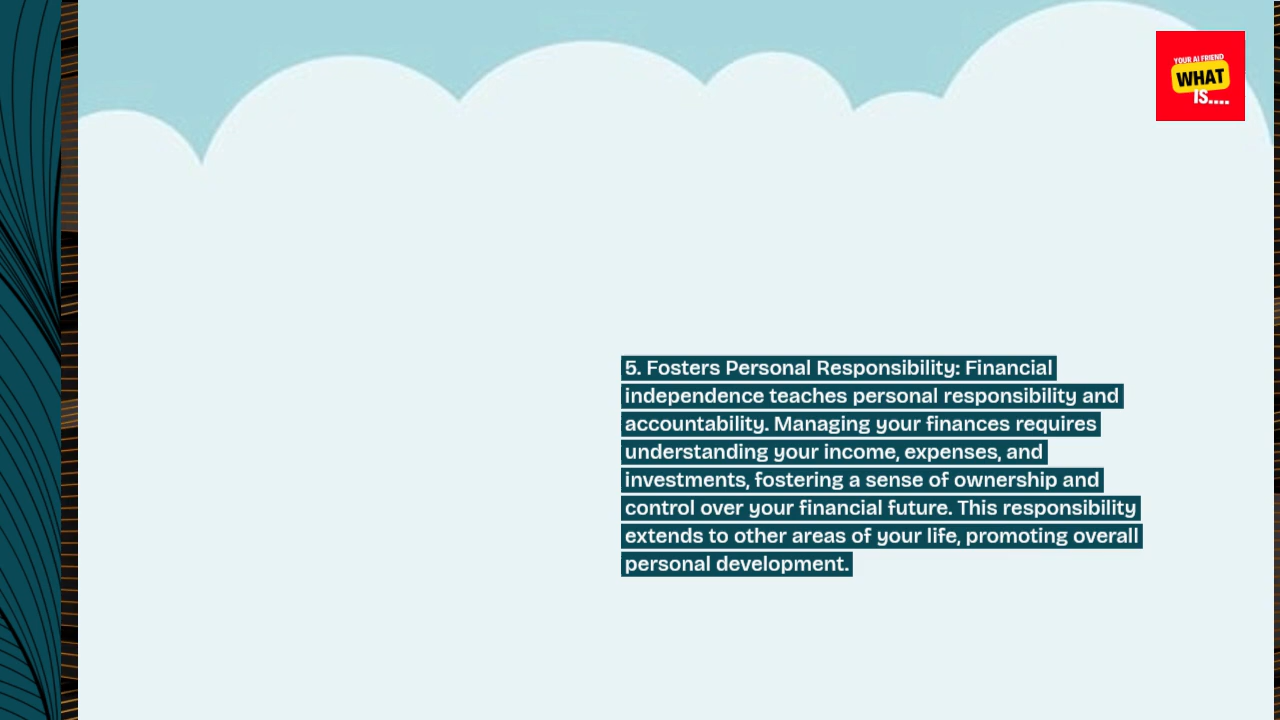 YOUR AI FRIEND
WHAT
IS....
5. Fosters Personal Responsibility: Financial
independence teaches personal responsibility and
accountability. Managing your finances requires
understanding your income, expenses, and
investments, fostering a sense of ownership and
control over your financial future. This responsibility
extends to other areas of your life, promoting overall
personal development.